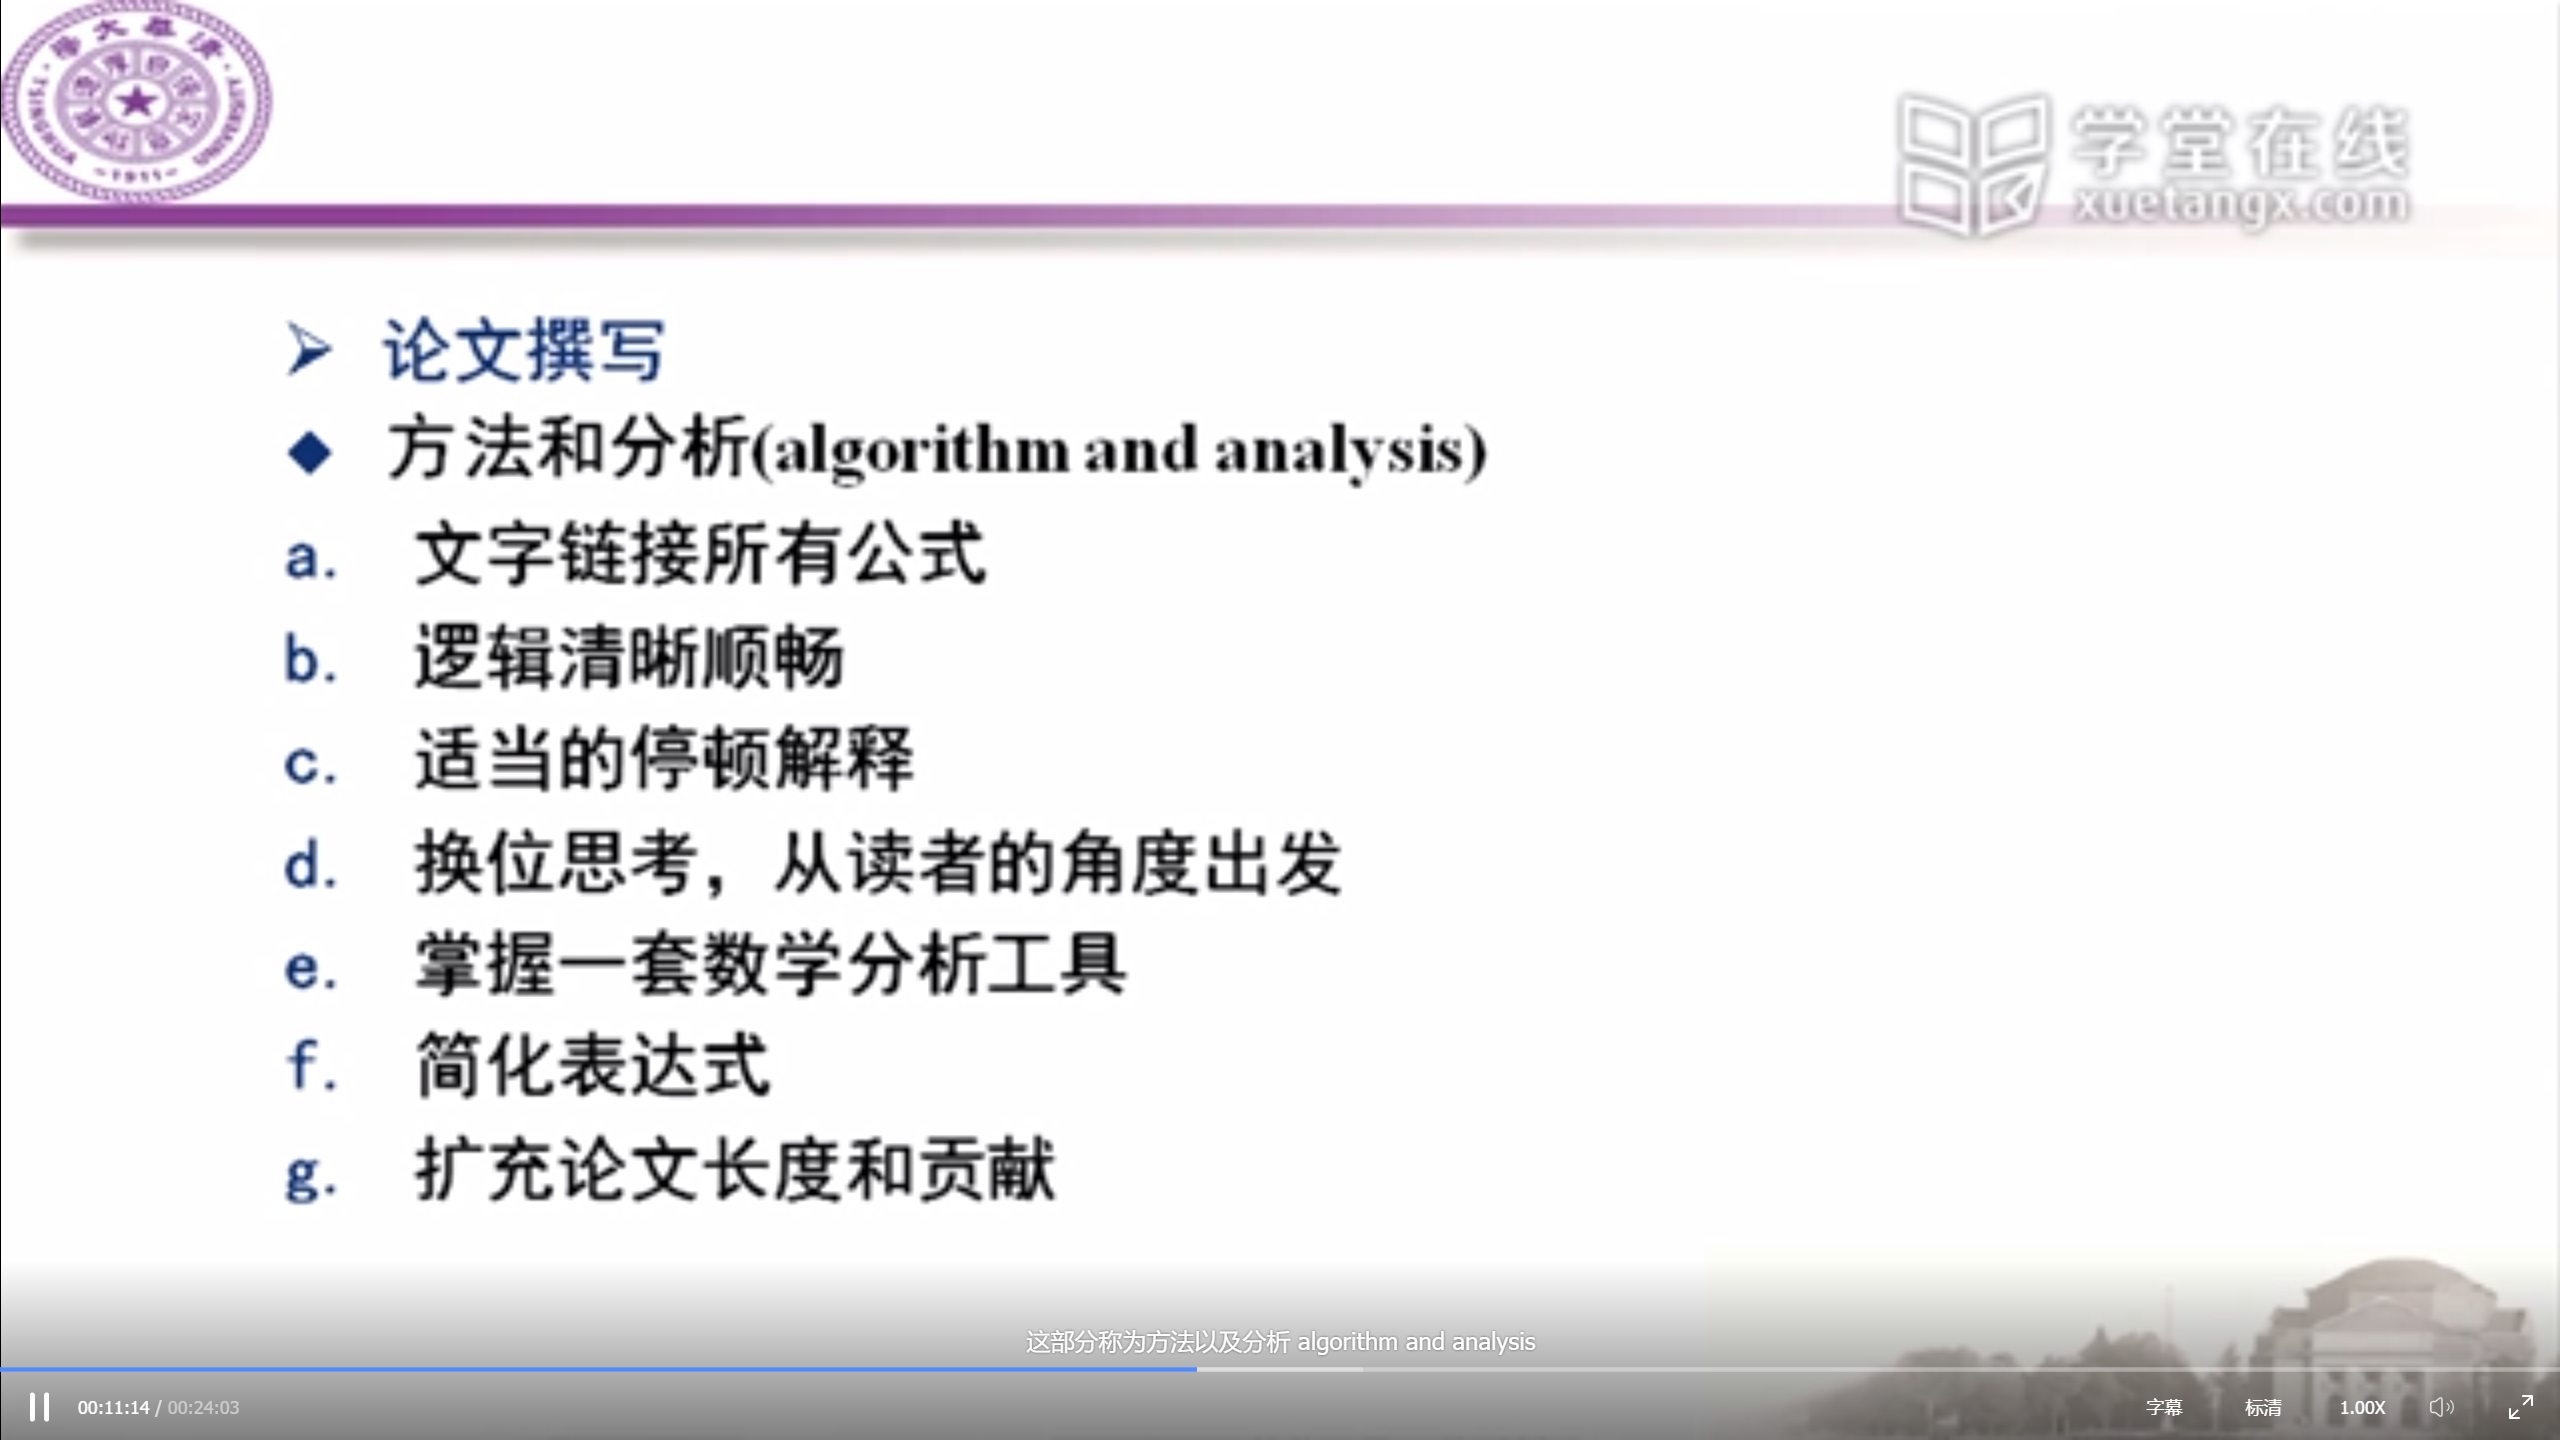 TSINGHUA UNIVERSITY
-1911-
学堂在线
xuetangx.com
➢ 论文撰写
◆ 方法和分析(algorithm and analysis)
a. 文字链接所有公式
b. 逻辑清晰顺畅
c. 适当的停顿解释
d. 换位思考，从读者的角度出发
e. 掌握一套数学分析工具
f. 简化表达式
g. 扩充论文长度和贡献
这部分称为方法以及分析 algorithm and analysis
00:11:14 / 00:24:03
字幕 标清 1.00X